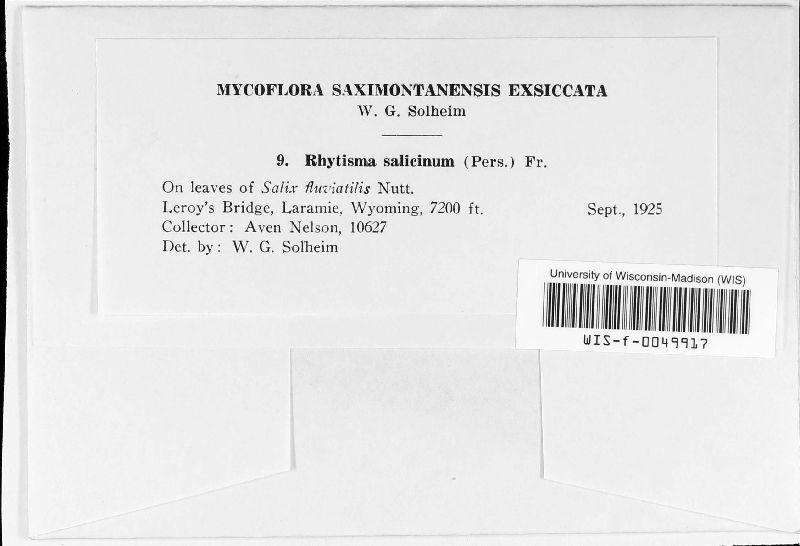 MYCOFLORA SAXIMONTANENSIS EXSICCATA
W. G. Solheim
9. Rhytisma salicinum (Pers.) Fr.
On leaves of Salix fluviatilis Nutt.
Leroy's Bridge, Laramie, Wyoming, 7200 ft. Sept., 1925
Collector: Aven Nelson, 10627
Det. by: W. G. Solheim
University of Wisconsin-Madison (WIS)
WIS-f-0049917